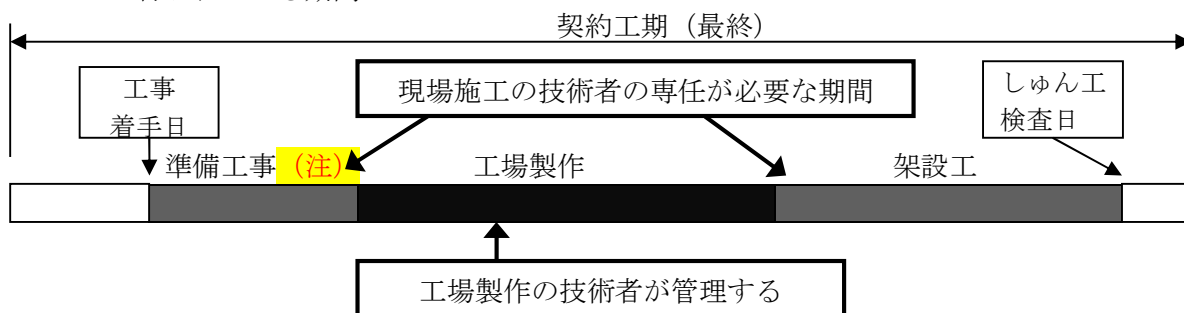 契約工期（最終）
工事
着手日
現場施工の技術者の専任が必要な期間
しゅん工
検査日
準備工事（注）
工場製作
架設工
工場製作の技術者が管理する